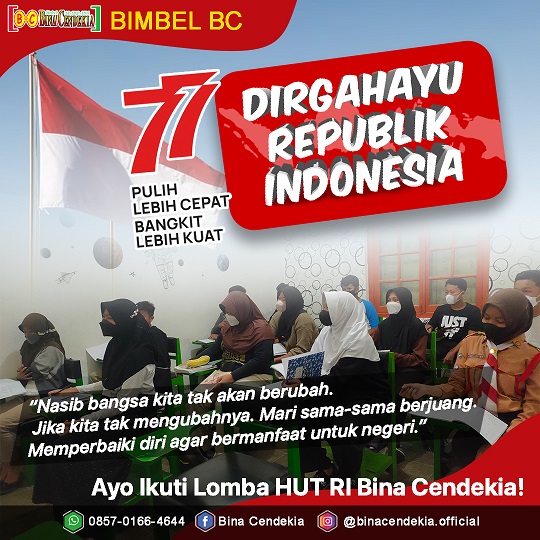 B&C BINA CENDEKIA
BIMBEL BC
77
DIRGAHAYU
REPUBLIK
INDONESIA
PULIH
LEBIH CEPAT
BANGKIT
LEBIH KUAT
JUST
"Nasib bangsa kita tak akan berubah.
Jika kita tak mengubahnya. Mari sama-sama berjuang.
Memperbaiki diri agar bermanfaat untuk negeri."
Ayo Ikuti Lomba HUT RI Bina Cendekia!
0857-0166-4644
Bina Cendekia
@binacendekia.official